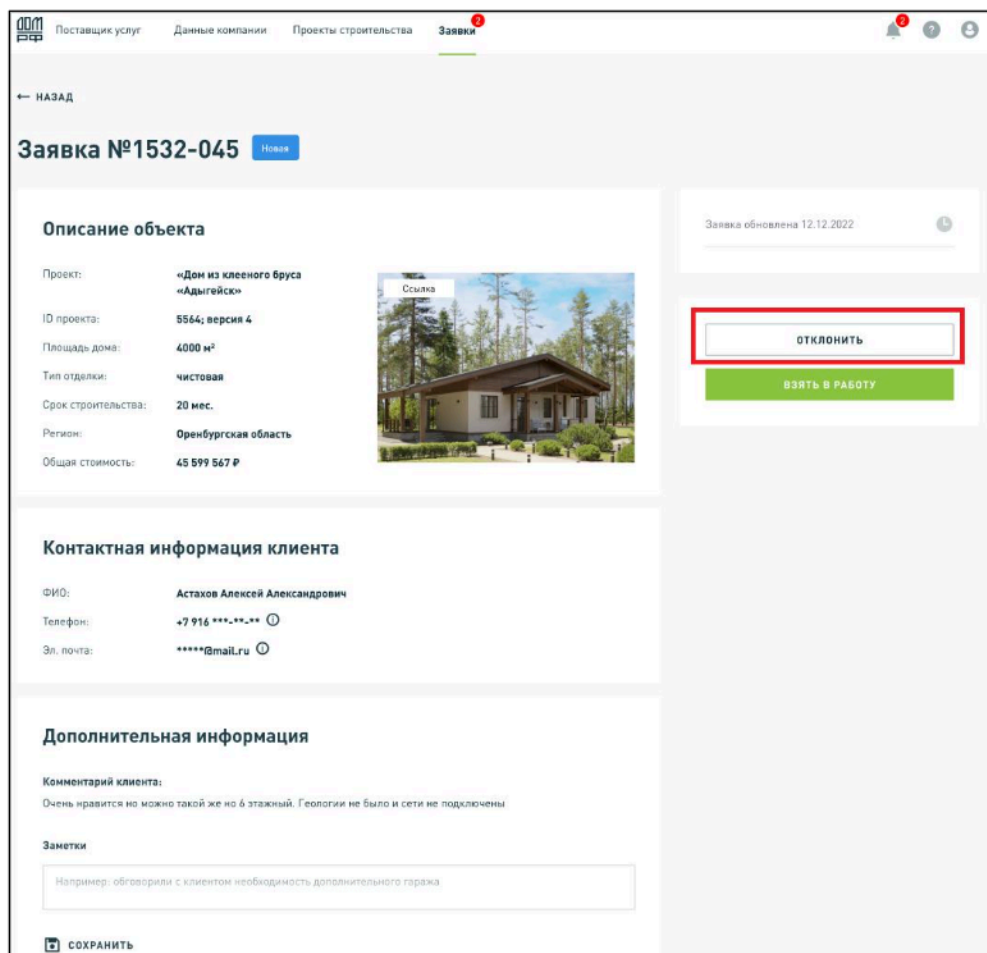 ДОМ
РФ
Поставщик услуг
Данные компании
Проекты строительства
Заявки
2
2
?
← НАЗАД
Заявка №1532-045
Новая
Описание объекта
Проект: «Дом из клееного бруса
«Адыгейск»
ID проекта: 5564; версия 4
Площадь дома: 4000 м²
Тип отделки: чистовая
Срок строительства: 20 мес.
Регион: Оренбургская область
Общая стоимость: 45 599 567 ₽
Ссылка
Заявка обновлена 12.12.2022
ОТКЛОНИТЬ
ВЗЯТЬ В РАБОТУ
Контактная информация клиента
ФИО: Астахов Алексей Александрович
Телефон: +7 916 ***-**-**
Эл. почта: *****@mail.ru
Дополнительная информация
Комментарий клиента:
Очень нравится но можно такой же но 6 этажный. Геологии не было и сети не подключены
Заметки
Например: обговорили с клиентом необходимость дополнительного гаража
СОХРАНИТЬ